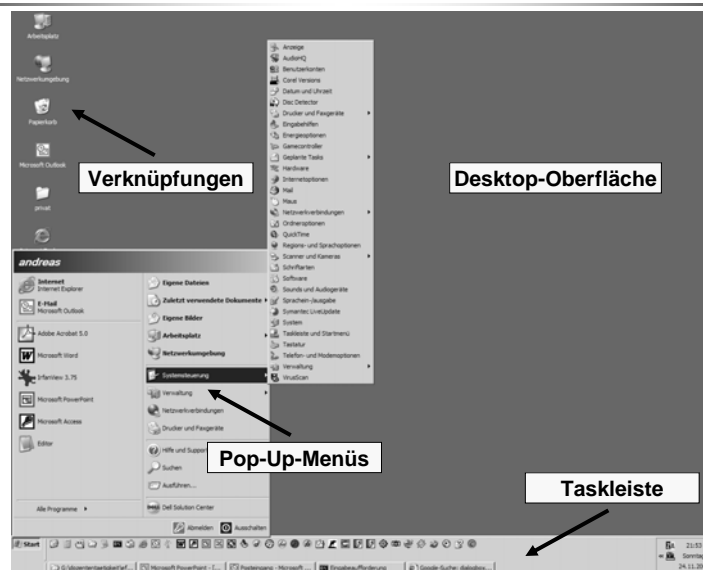 Arbeitsplatz
Netzwerkumgebung
Papierkorb
Microsoft Outlook
privat
Verknüpfungen
Desktop-Oberfläche
Anzeige
AudioHQ
Benutzerkonten
Corel Versions
Datum und Uhrzeit
Disc Detector
Drucker und Faxgeräte
Eingabehilfen
Energieoptionen
Gamecontroller
Geplante Tasks
Hardware
Internetoptionen
Mail
Maus
Netzwerkverbindungen
Ordneroptionen
QuickTime
Regions- und Sprachoptionen
Scanner und Kameras
Schriftarten
Software
Sounds und Audiogeräte
Sprachein-/ausgabe
Symantec LiveUpdate
System
Taskleiste und Startmenü
Tastatur
Telefon- und Modemoptionen
Verwaltung
VirusScan
andreas
Internet
Internet Explorer
E-Mail
Microsoft Outlook
Adobe Acrobat 5.0
Microsoft Word
IrfanView 3.75
Microsoft PowerPoint
Microsoft Access
Editor
Alle Programme
Eigene Dateien
Zuletzt verwendete Dokumente
Eigene Bilder
Arbeitsplatz
Netzwerkumgebung
Systemsteuerung
Verwaltung
Netzwerkverbindungen
Drucker und Faxgeräte
Hilfe und Support
Suchen
Ausführen...
Dell Solution Center
Abmelden
Ausschalten
Pop-Up-Menüs
Taskleiste
Start
21:53
Sonntag
24.11.20
Microsoft PowerPoint - [...
Posteingang - Microsoft ...
Eingabeaufforderung
Google-Suche: